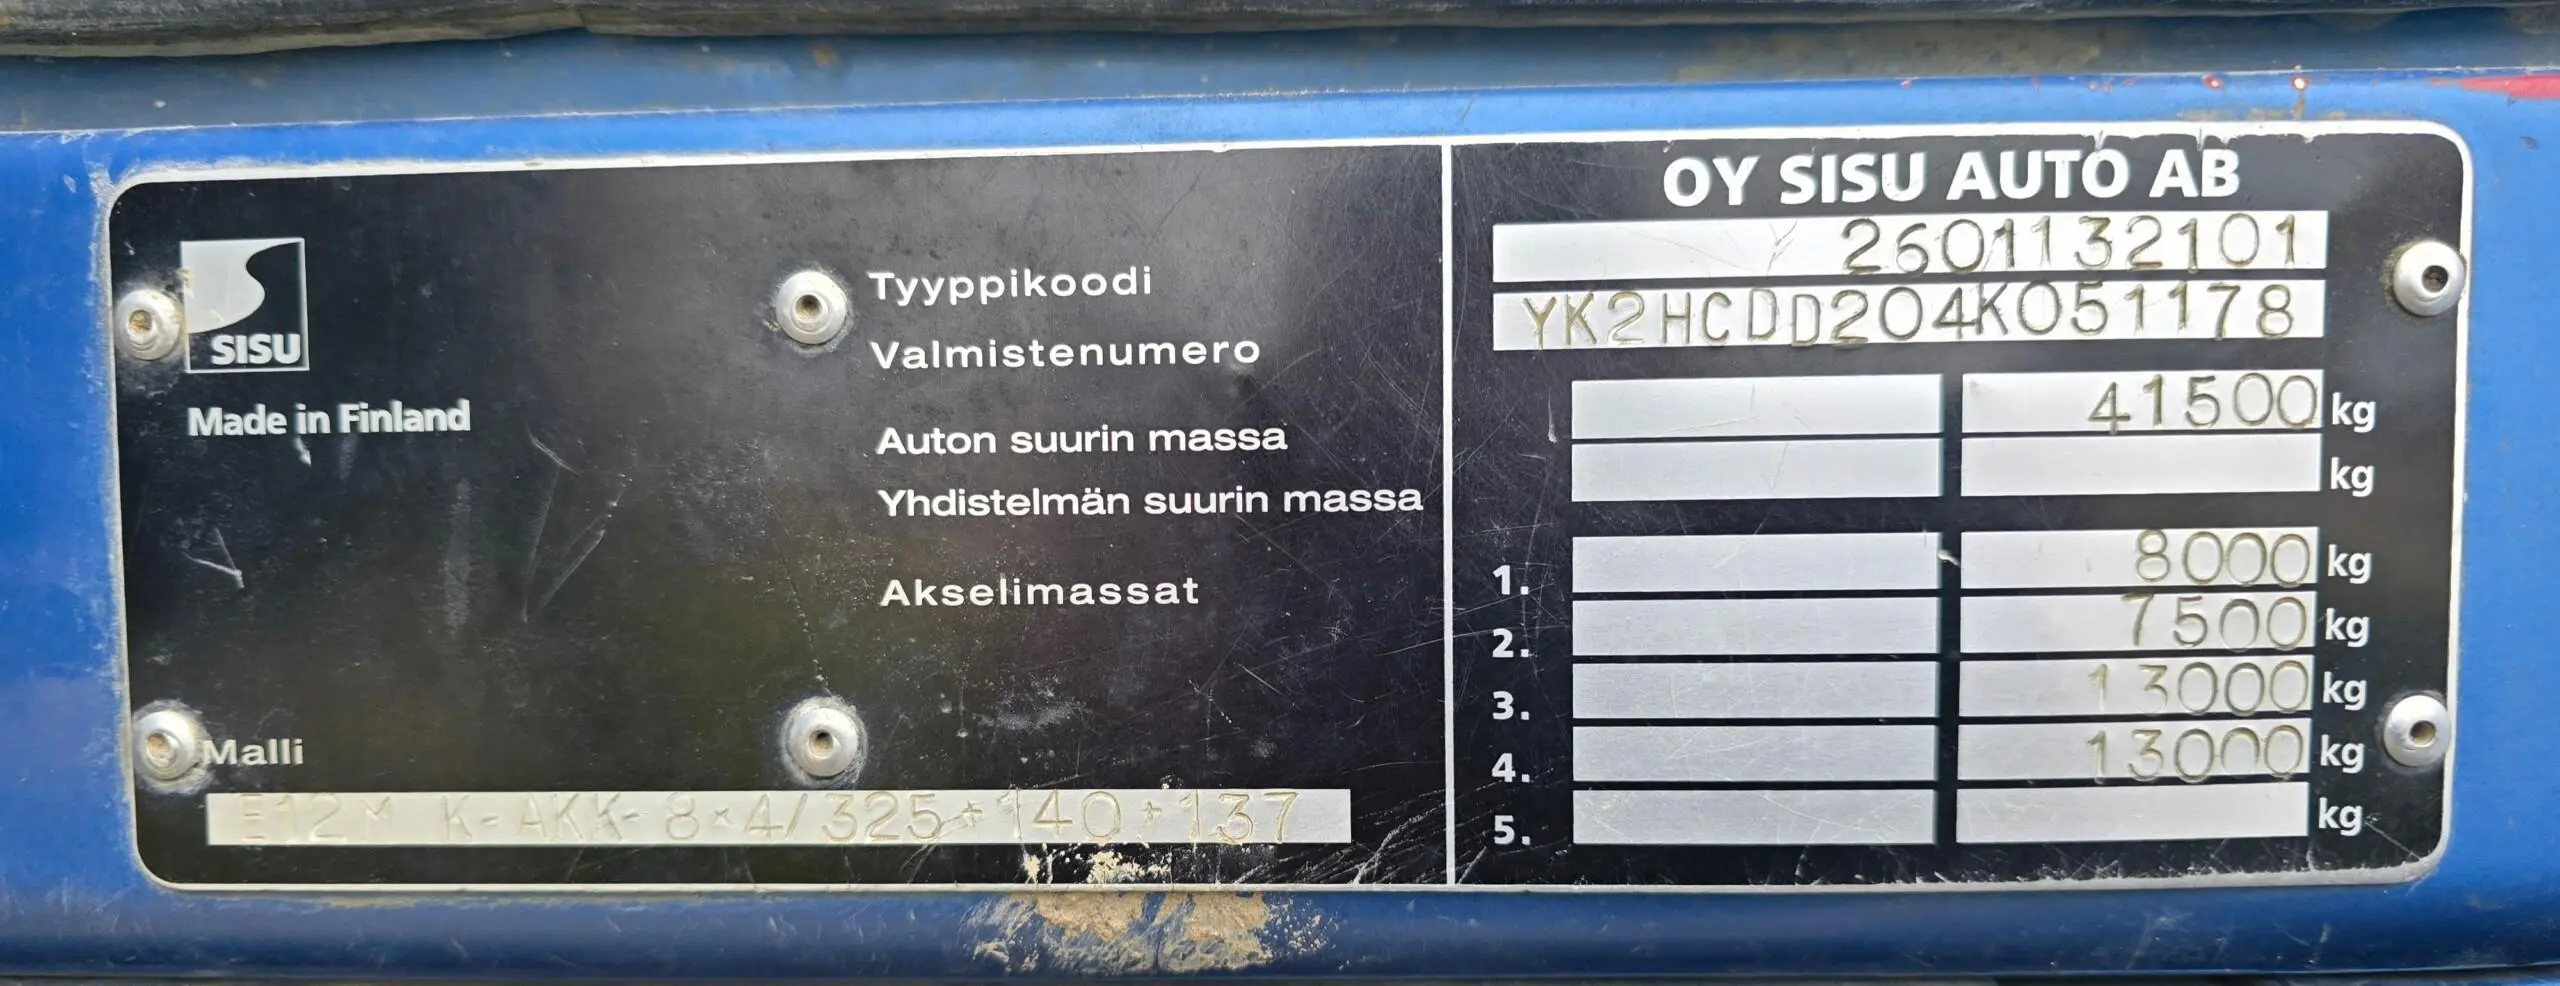 SISU
Made in Finland
Malli
E12M K-AKK-8×4/325+140+137
Tyyppikoodi
Valmistenumero
Auton suurin massa
Yhdistelmän suurin massa
Akselimassat
OY SISU AUTO AB
2601132101
YK2HCDD204K051178
41500 kg
kg
1. 8000 kg
2. 7500 kg
3. 13000 kg
4. 13000 kg
5. kg